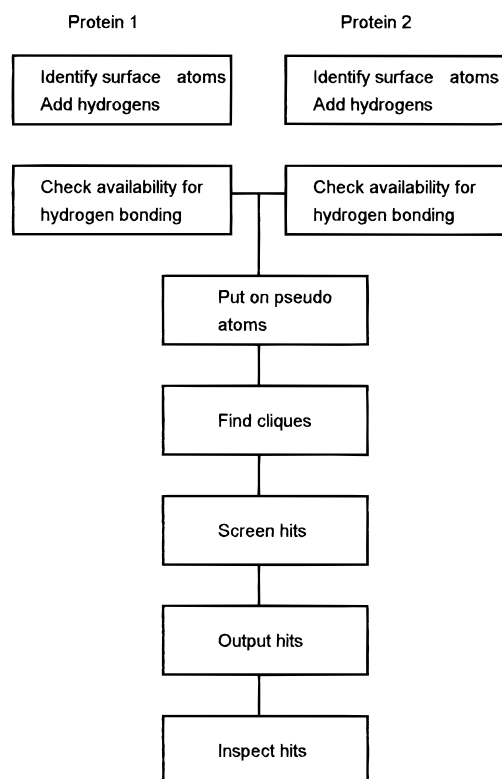 Protein 1
Protein 2
Identify surface atoms
Add hydrogens
Identify surface atoms
Add hydrogens
Check availability for
hydrogen bonding
Check availability for
hydrogen bonding
Put on pseudo
atoms
Find cliques
Screen hits
Output hits
Inspect hits